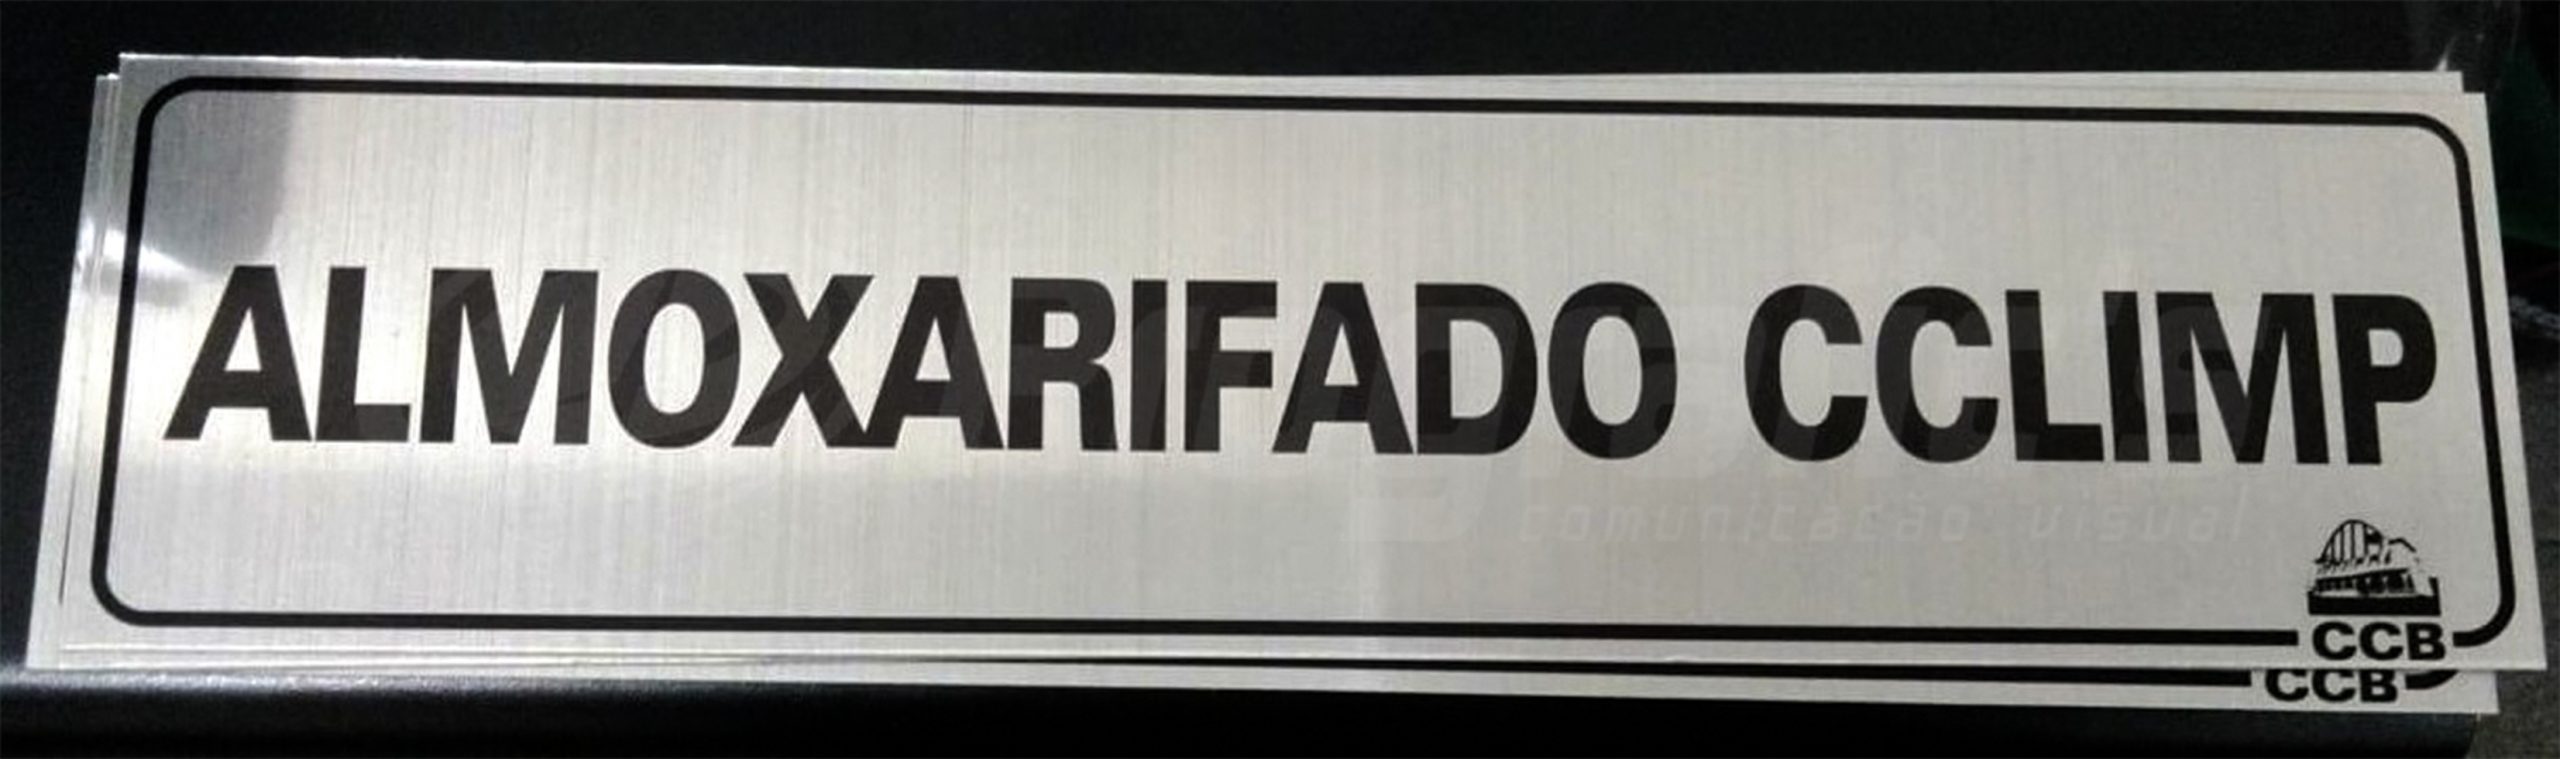 ALMOXARIFADO CCLIMP
comunicação visual
CCB
CCB